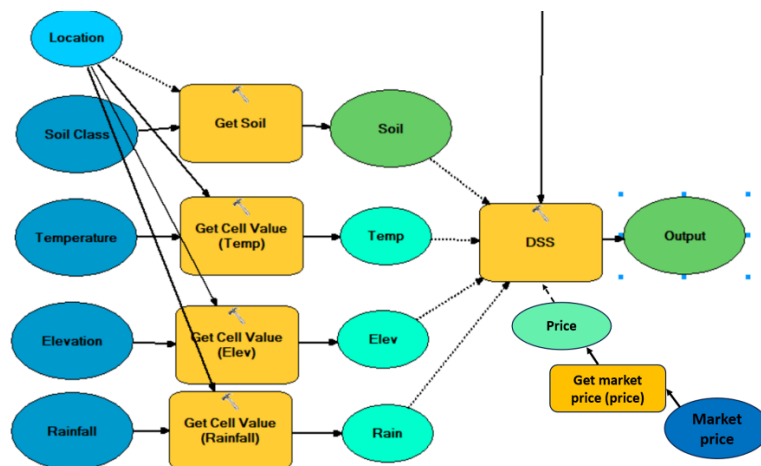 Location
Soil Class
Get Soil
Soil
Temperature
Get Cell Value
(Temp)
Temp
DSS
Output
Elevation
Get Cell Value
(Elev)
Elev
Price
Get market
price (price)
Market
price
Rainfall
Get Cell Value
(Rainfall)
Rain